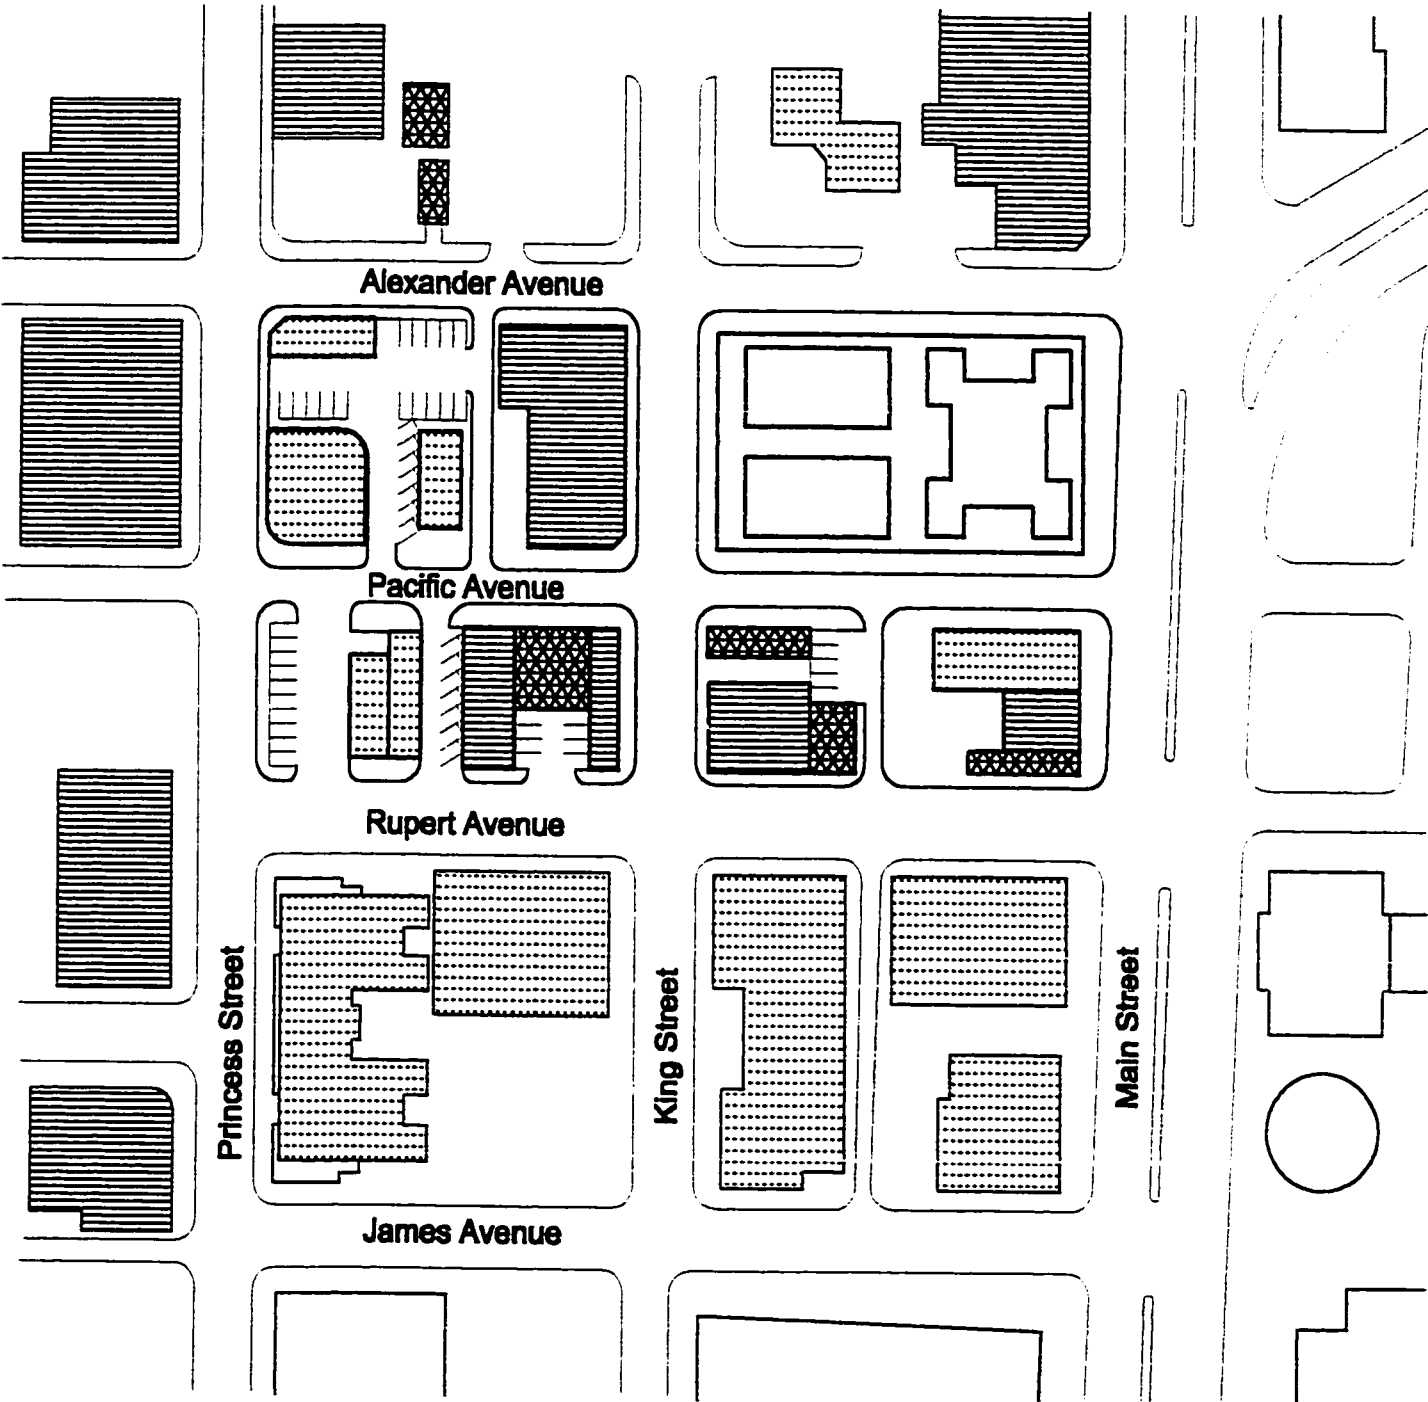 Alexander Avenue
Pacific Avenue
Rupert Avenue
Princess Street
King Street
Main Street
James Avenue